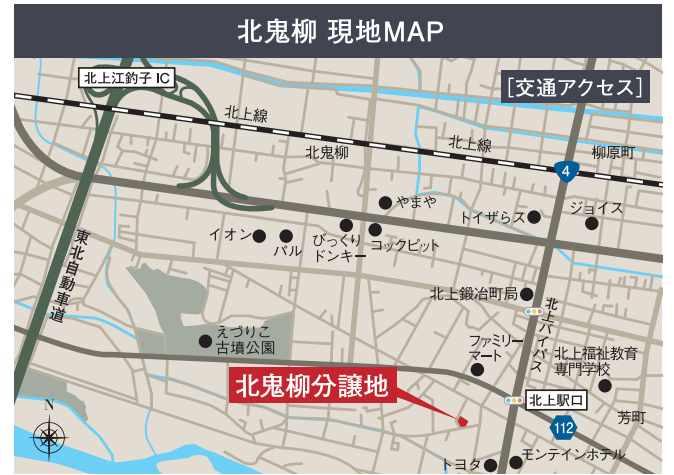 北鬼柳 現地MAP
北上江釣子 IC
[交通アクセス]
北上線
北上線
北鬼柳
柳原町
4
やまや
トイザらス
ジョイス
イオン
パル
びっくり
ドンキー
コックピット
東北自動車道
北上鍛冶町局
北上バイパス
えづりこ
古墳公園
ファミリー
マート
北上福祉教育
専門学校
北鬼柳分譲地
北上駅口
芳町
112
N
トヨタ
モンテインホテル